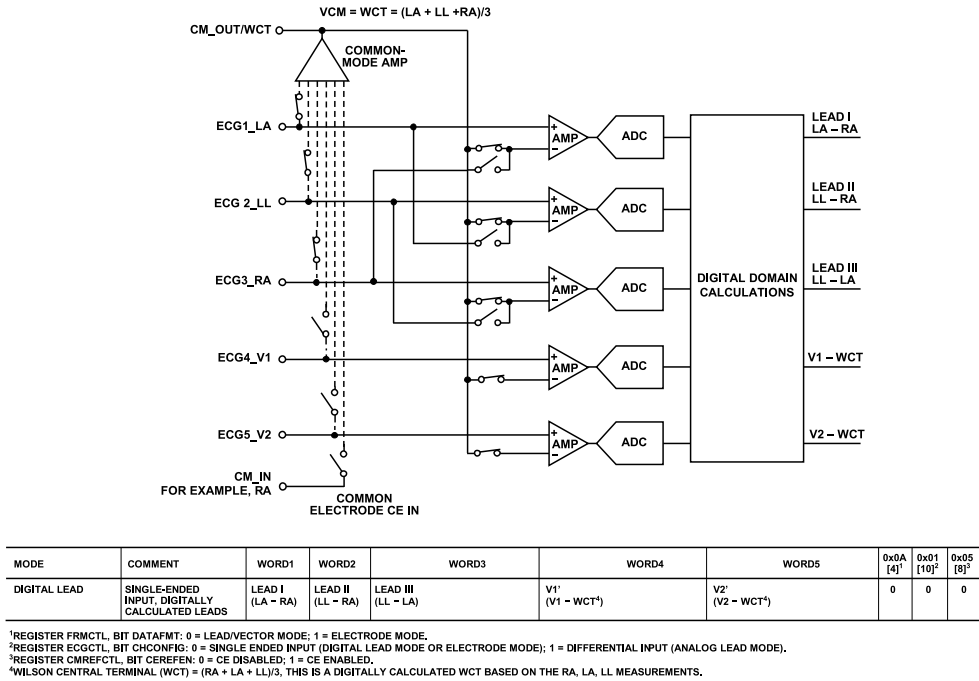 VCM = WCT = (LA + LL +RA)/3
CM_OUT/WCT
COMMON-
MODE AMP
ECG1_LA
+
AMP
–
ADC
LEAD I
LA – RA
ECG 2_LL
+
AMP
–
ADC
LEAD II
LL – RA
ECG3_RA
+
AMP
–
ADC
DIGITAL DOMAIN
CALCULATIONS
LEAD III
LL – LA
ECG4_V1
+
AMP
–
ADC
V1 – WCT
ECG5_V2
+
AMP
–
ADC
V2 – WCT
CM_IN
FOR EXAMPLE, RA
COMMON
ELECTRODE CE IN
MODE COMMENT WORD1 WORD2 WORD3 WORD4 WORD5 0x0A [4]1 0x01 [10]2 0x05 [8]3
DIGITAL LEAD SINGLE-ENDED INPUT, DIGITALLY CALCULATED LEADS LEAD I (LA – RA) LEAD II (LL – RA) LEAD III (LL – LA) V1' (V1 – WCT4) V2' (V2 – WCT4) 0 0 0
1REGISTER FRMCTL, BIT DATAFMT: 0 = LEAD/VECTOR MODE; 1 = ELECTRODE MODE.
2REGISTER ECGCTL, BIT CHCONFIG: 0 = SINGLE ENDED INPUT (DIGITAL LEAD MODE OR ELECTRODE MODE); 1 = DIFFERENTIAL INPUT (ANALOG LEAD MODE).
3REGISTER CMREFCTL, BIT CEREFEN: 0 = CE DISABLED; 1 = CE ENABLED.
4WILSON CENTRAL TERMINAL (WCT) = (RA + LA + LL)/3, THIS IS A DIGITALLY CALCULATED WCT BASED ON THE RA, LA, LL MEASUREMENTS.